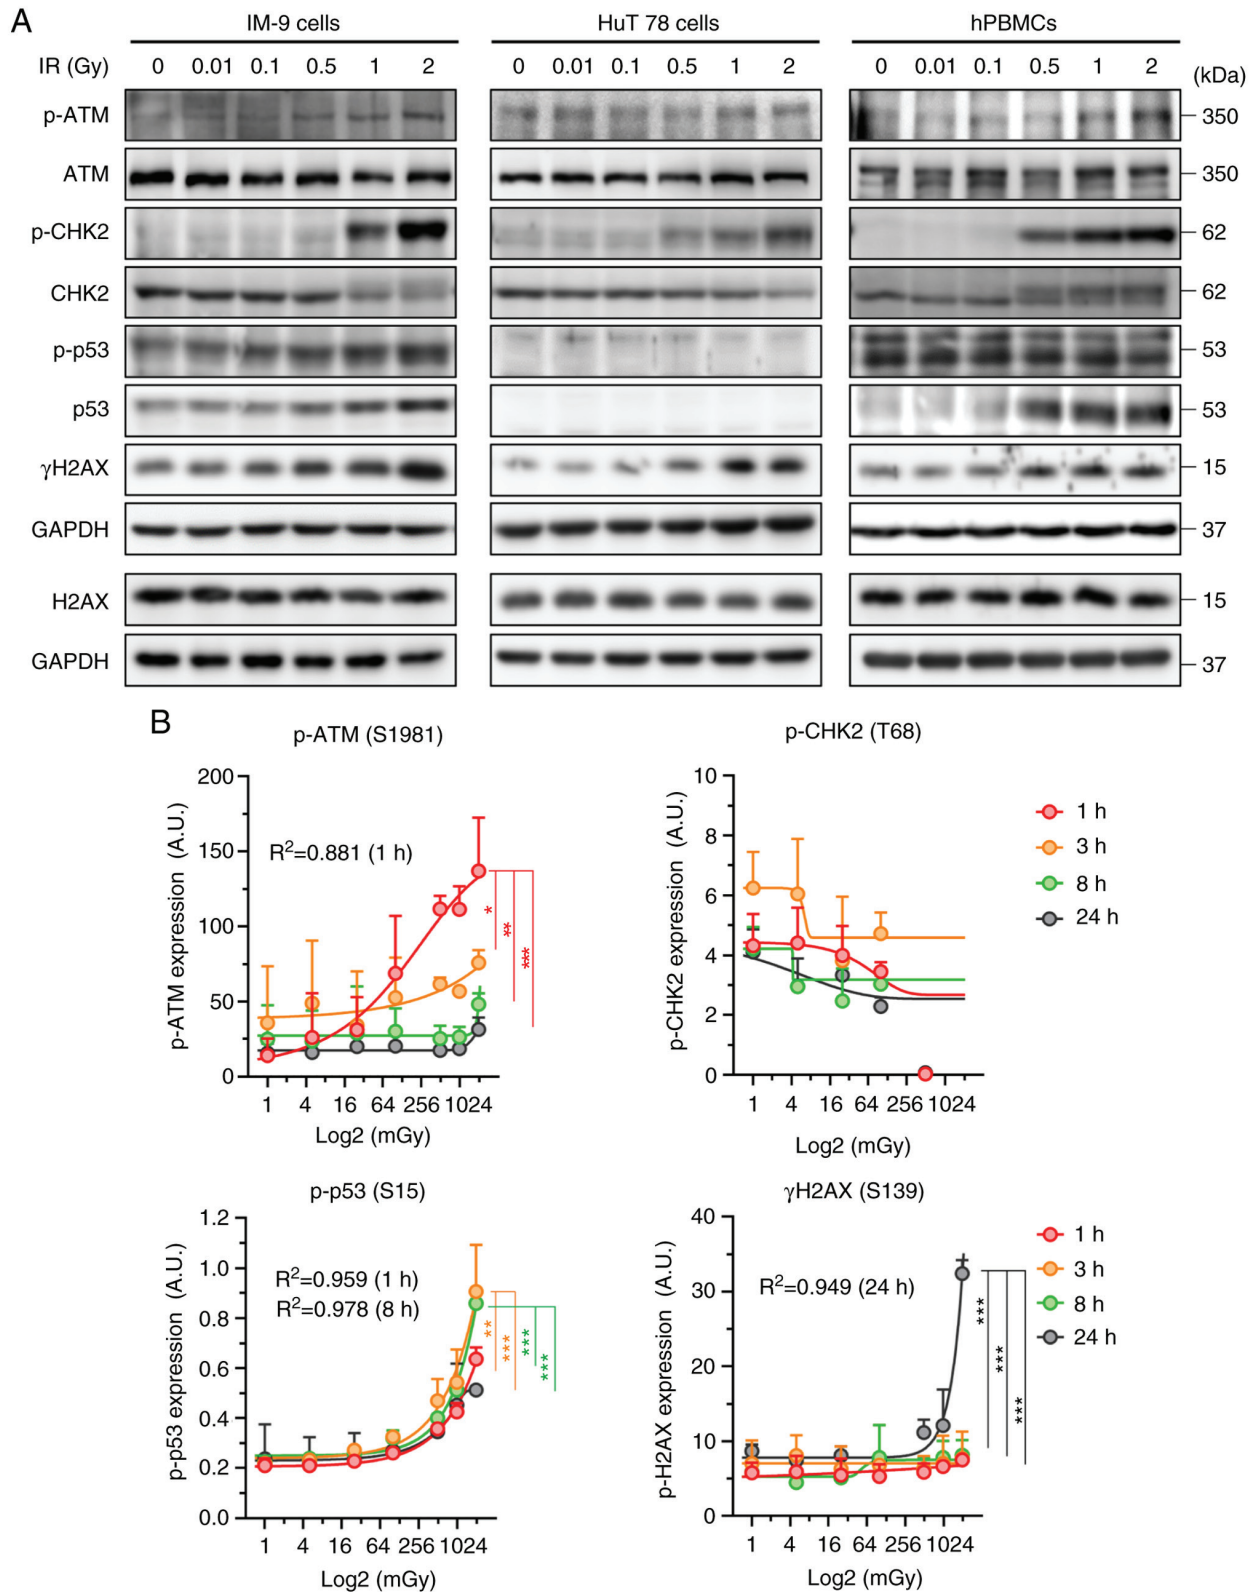 A
IM-9 cells HuT 78 cells hPBMCs
IR (Gy) 0 0.01 0.1 0.5 1 2 0 0.01 0.1 0.5 1 2 0 0.01 0.1 0.5 1 2 (kDa)
p-ATM 350
ATM 350
p-CHK2 62
CHK2 62
p-p53 53
p53 53
γH2AX 15
GAPDH 37
H2AX 15
GAPDH 37
B
p-ATM (S1981)
p-ATM expression (A.U.)
200
150
100
50
0
R²=0.881 (1 h)
*
**
***
1 4 16 64 256 1024
Log2 (mGy)
p-CHK2 (T68)
p-CHK2 expression (A.U.)
10
8
6
4
2
0
1 4 16 64 256 1024
Log2 (mGy)
1 h
3 h
8 h
24 h
p-p53 (S15)
p-p53 expression (A.U.)
1.2
1.0
0.8
0.6
0.4
0.2
0.0
R²=0.959 (1 h)
R²=0.978 (8 h)
**
***
***
***
1 4 16 64 256 1024
Log2 (mGy)
γH2AX (S139)
p-H2AX expression (A.U.)
40
30
20
10
0
R²=0.949 (24 h)
***
***
***
1 4 16 64 256 1024
Log2 (mGy)
1 h
3 h
8 h
24 h